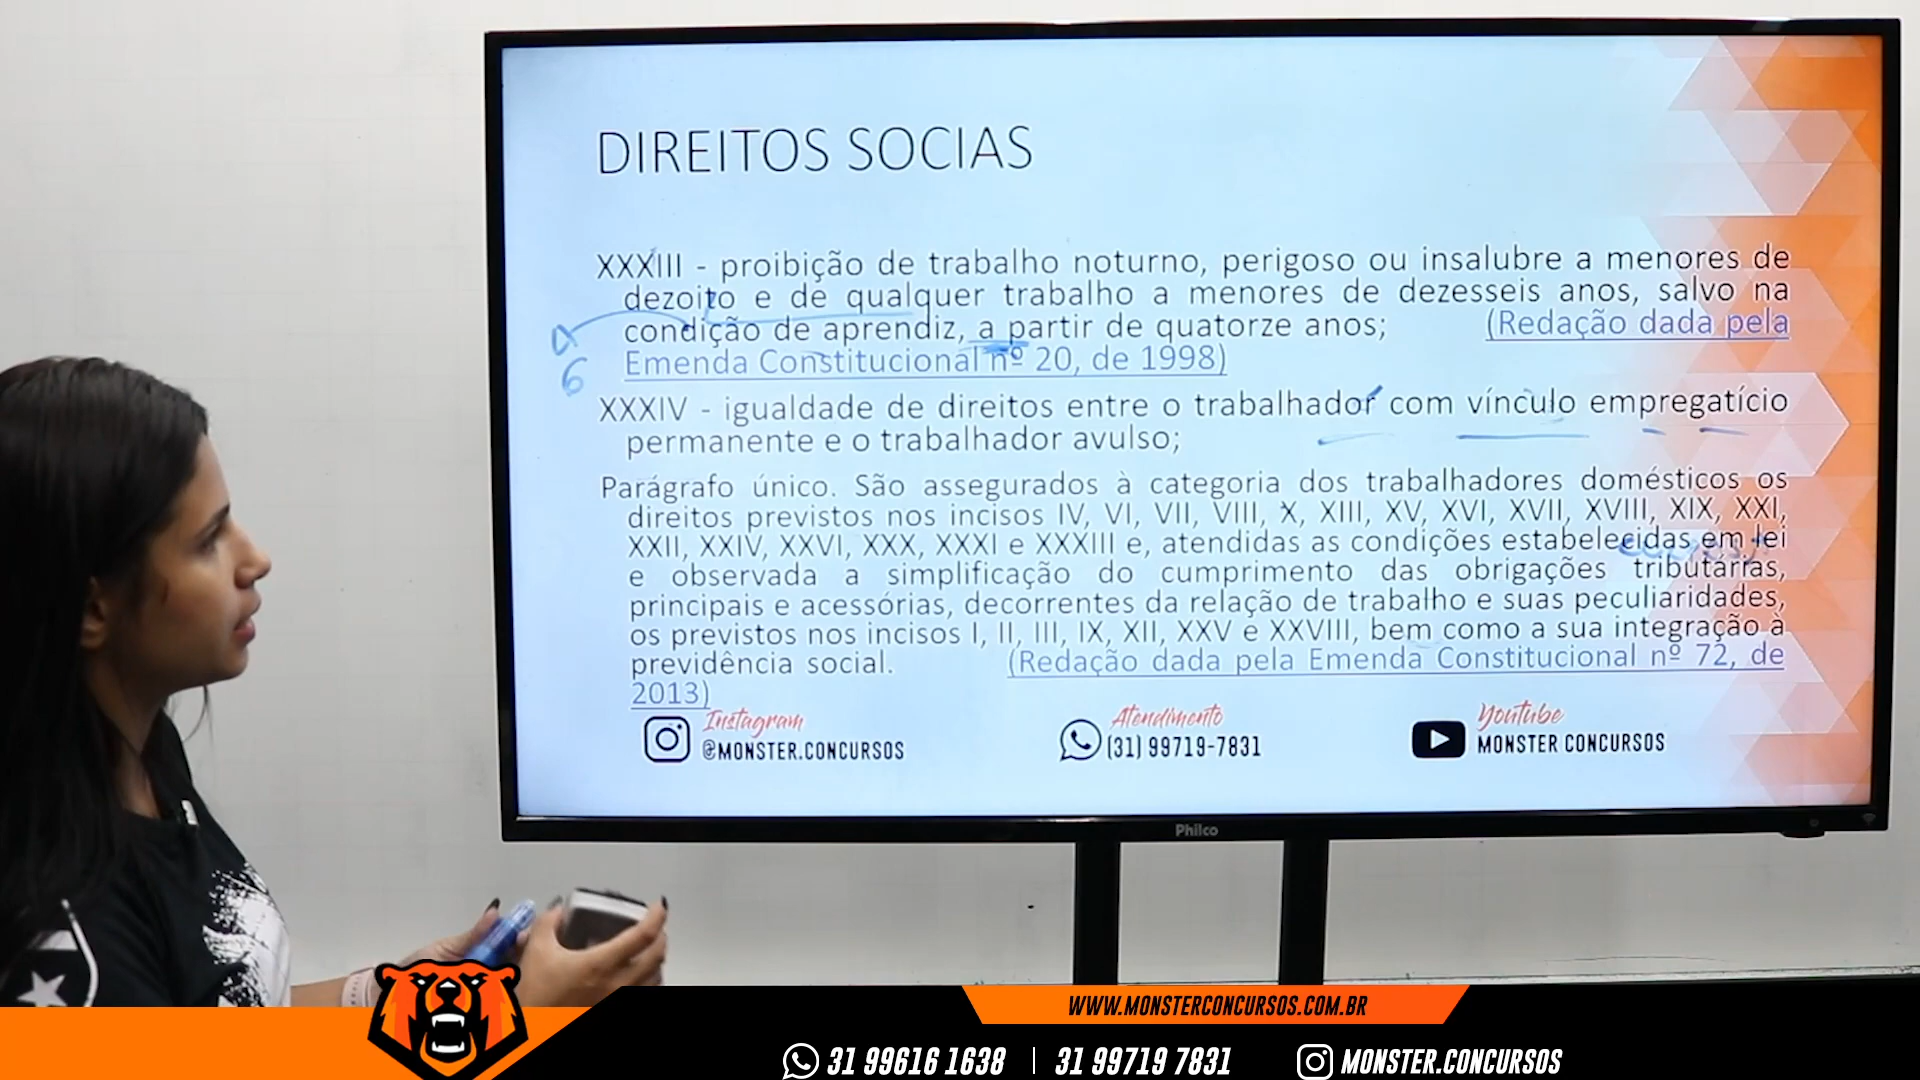 DIREITOS SOCIAS
XXXIII - proibição de trabalho noturno, perigoso ou insalubre a menores de
dezoito e de qualquer trabalho a menores de dezesseis anos, salvo na
condição de aprendiz, a partir de quatorze anos; (Redação dada pela
Emenda Constitucional nº 20, de 1998)
XXXIV - igualdade de direitos entre o trabalhador com vínculo empregatício
permanente e o trabalhador avulso;
Parágrafo único. São assegurados à categoria dos trabalhadores domésticos os
direitos previstos nos incisos IV, VI, VII, VIII, X, XIII, XV, XVI, XVII, XVIII, XIX, XXI,
XXII, XXIV, XXVI, XXX, XXXI e XXXIII e, atendidas as condições estabelecidas em lei
e observada a simplificação do cumprimento das obrigações tributárias,
principais e acessórias, decorrentes da relação de trabalho e suas peculiaridades,
os previstos nos incisos I, II, III, IX, XII, XXV e XXVIII, bem como a sua integração à
previdência social. (Redação dada pela Emenda Constitucional nº 72, de
2013)
Instagram
@MONSTER.CONCURSOS
Atendimento
(31) 99719-7831
Youtube
MONSTER CONCURSOS
Philco
WWW.MONSTERCONCURSOS.COM.BR
31 99616 1638 | 31 99719 7831 MONSTER.CONCURSOS